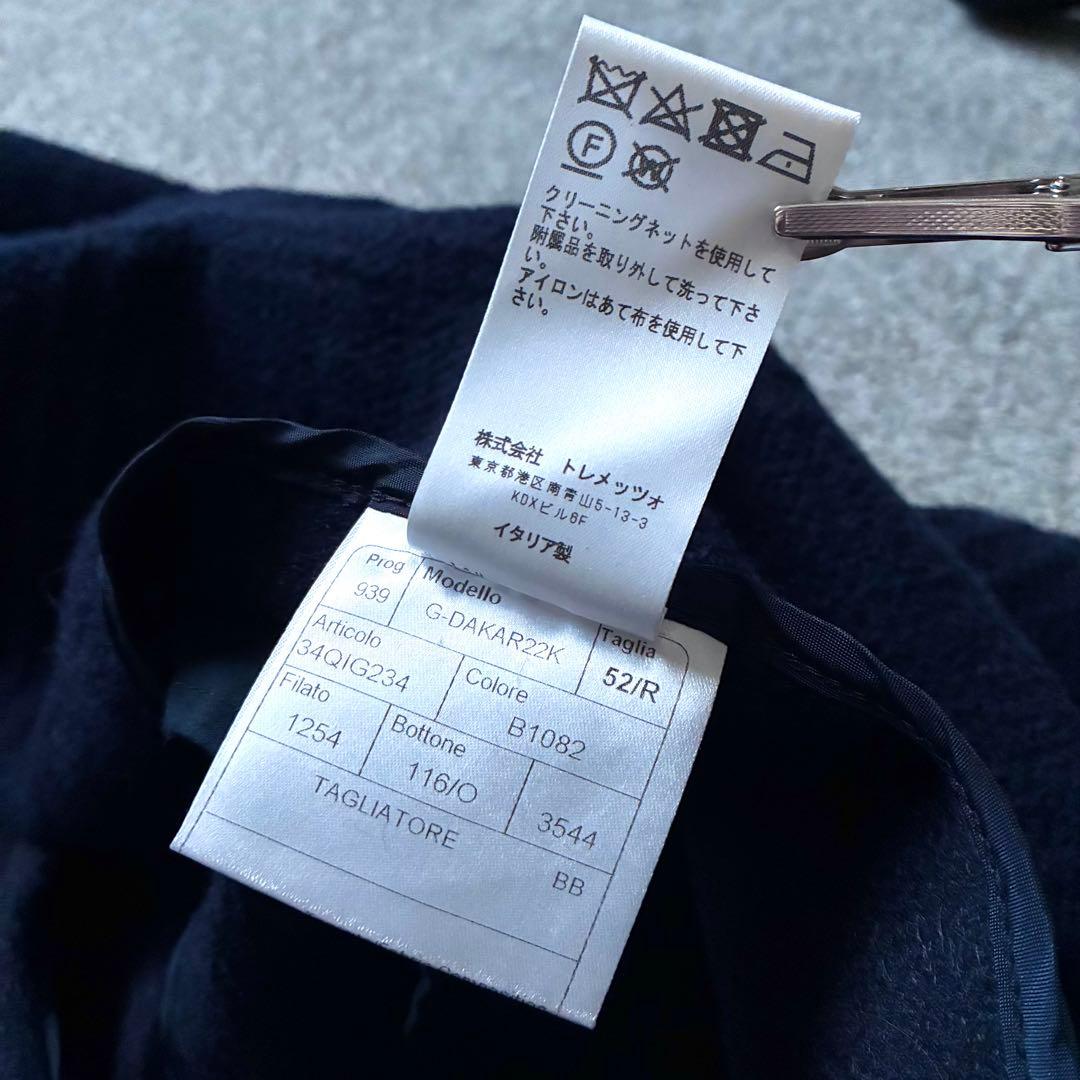 F
W
クリーニングネットを使用して
下さい。
附属品を取り外して洗って下さ
い。
アイロンはあて布を使用して下
さい。
株式会社 トレメッツォ
東京都港区南青山5-13-3
KDXビル6F
イタリア製
Prog Modello Taglia
939 G-DAKAR22K 52/R
Articolo Colore
34QIG234 B1082
Filato Bottone
1254 116/O 3544
TAGLIATORE
BB